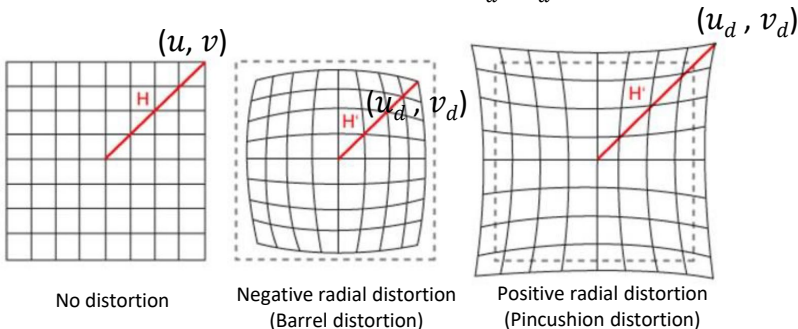 (u, v)
H
No distortion
(u_d , v_d)
H'
Negative radial distortion
(Barrel distortion)
(u_d , v_d)
H'
Positive radial distortion
(Pincushion distortion)